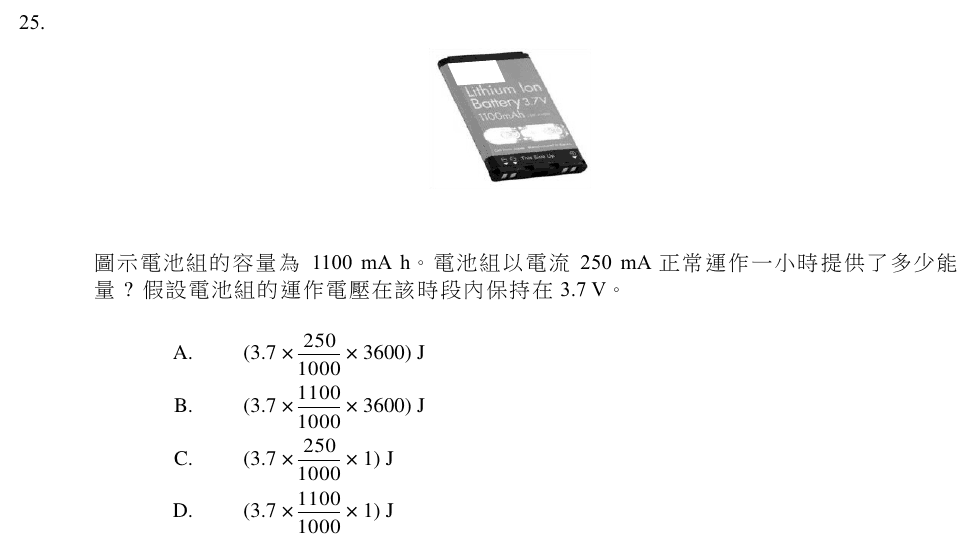 25.
Lithium Ion
Battery 3.7V
1100mAh
圖示電池組的容量為 1100 mA h。電池組以電流 250 mA 正常運作一小時提供了多少能
量？假設電池組的運作電壓在該時段內保持在 3.7 V。
A. (3.7 × 250/1000 × 3600) J
B. (3.7 × 1100/1000 × 3600) J
C. (3.7 × 250/1000 × 1) J
D. (3.7 × 1100/1000 × 1) J